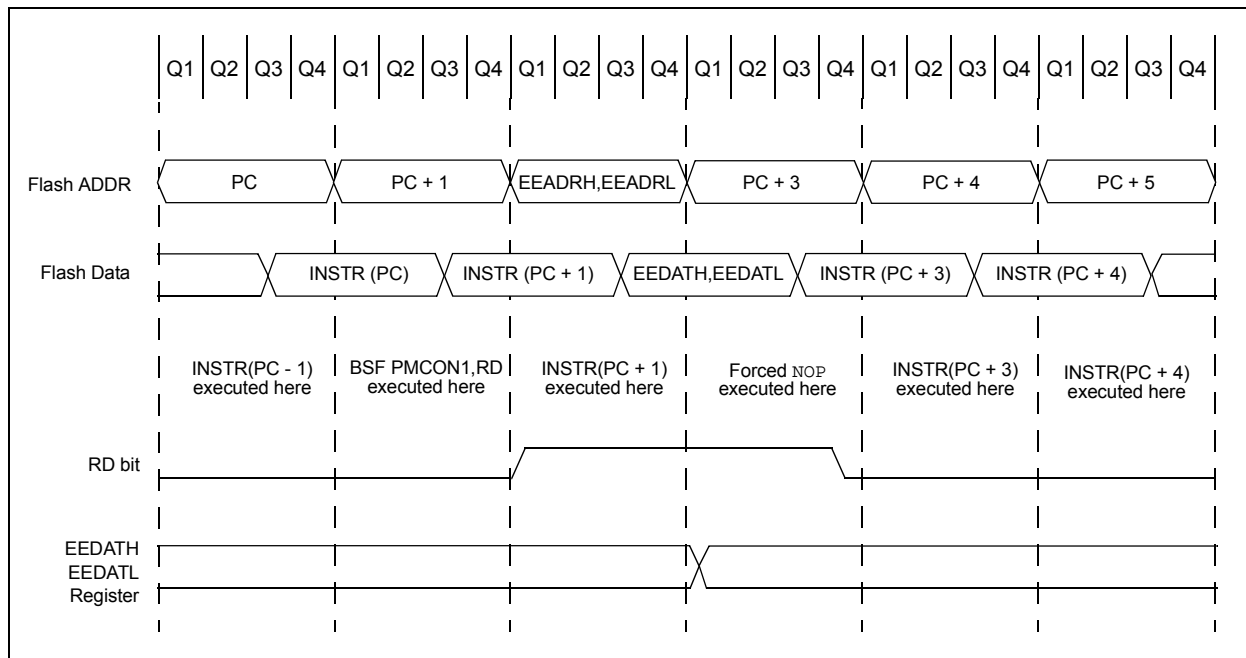 Q1 Q2 Q3 Q4 Q1 Q2 Q3 Q4 Q1 Q2 Q3 Q4 Q1 Q2 Q3 Q4 Q1 Q2 Q3 Q4 Q1 Q2 Q3 Q4
Flash ADDR PC PC + 1 EEADRH,EEADRL PC + 3 PC + 4 PC + 5
Flash Data INSTR (PC) INSTR (PC + 1) EEDATH,EEDATL INSTR (PC + 3) INSTR (PC + 4)
INSTR(PC - 1) BSF PMCON1,RD INSTR(PC + 1) Forced NOP INSTR(PC + 3) INSTR(PC + 4)
executed here executed here executed here executed here executed here executed here
RD bit
EEDATH
EEDATL
Register